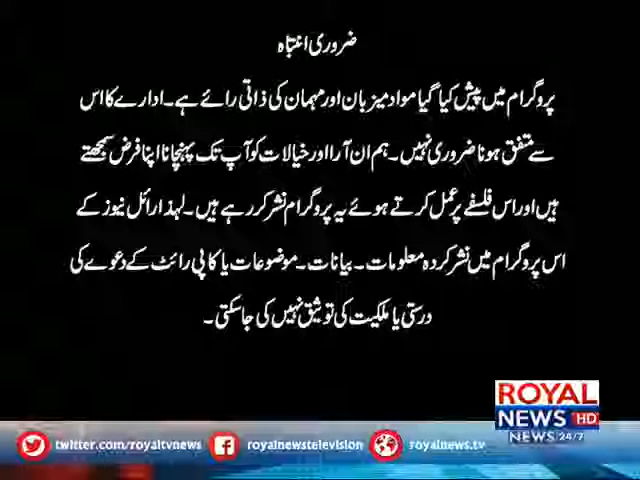 ضروری انتباہ
پروگرام میں پیش کیا گیا مواد میزبان اور مہمان کی ذاتی رائے ہے۔ ادارے کا اس
سے متفق ہونا ضروری نہیں۔ ہم ان آرا اور خیالات کو آپ تک پہنچانا اپنا فرض سمجھتے
ہیں اور اس فلسفے پر عمل کرتے ہوئے یہ پروگرام نشر کر رہے ہیں۔ لہذا رائل نیوز کے
اس پروگرام میں نشر کردہ معلومات۔ بیانات۔ موضوعات یا کاپی رائٹ کے دعوے کی
درستی یا ملکیت کی توثیق نہیں کی جاسکتی۔
ROYAL
NEWS HD
NEWS 24/7
twitter.com/royaltvnews royalnewstelevision royalnews.tv